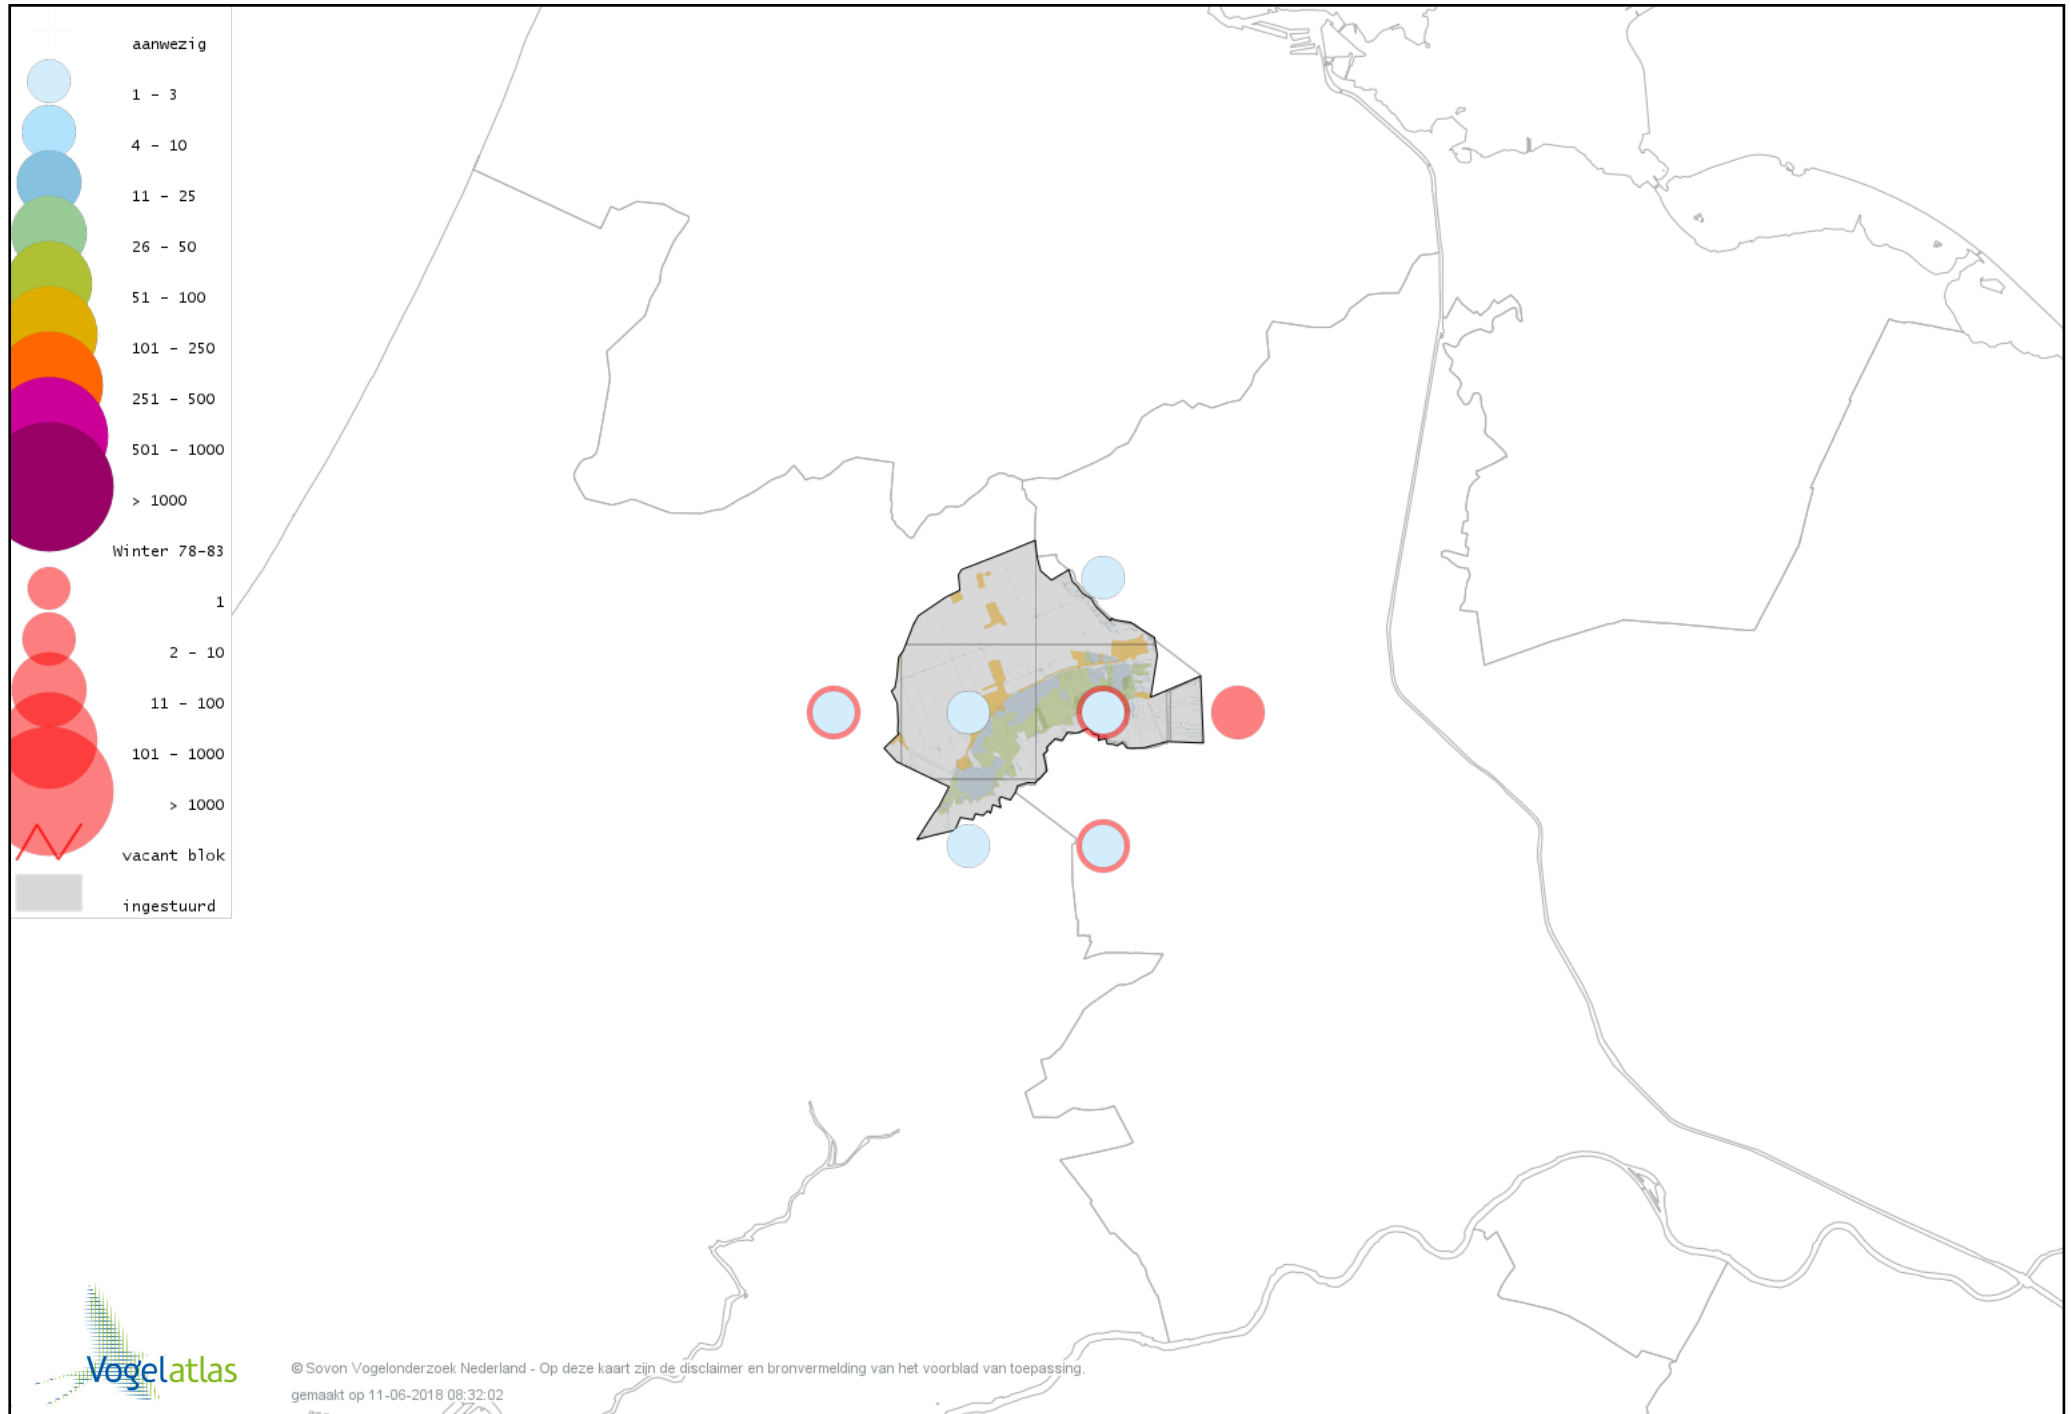 aanwezig
1 – 3
4 – 10
11 – 25
26 – 50
51 – 100
101 – 250
251 – 500
501 – 1000
> 1000
Winter 78-83
1
2 – 10
11 – 100
101 – 1000
> 1000
vacant blok
ingestuurd
Vogelatlas
© Sovon Vogelonderzoek Nederland - Op deze kaart zijn de disclaimer en bronvermelding van het voorblad van toepassing.
gemaakt op 11-06-2018 08:32:02